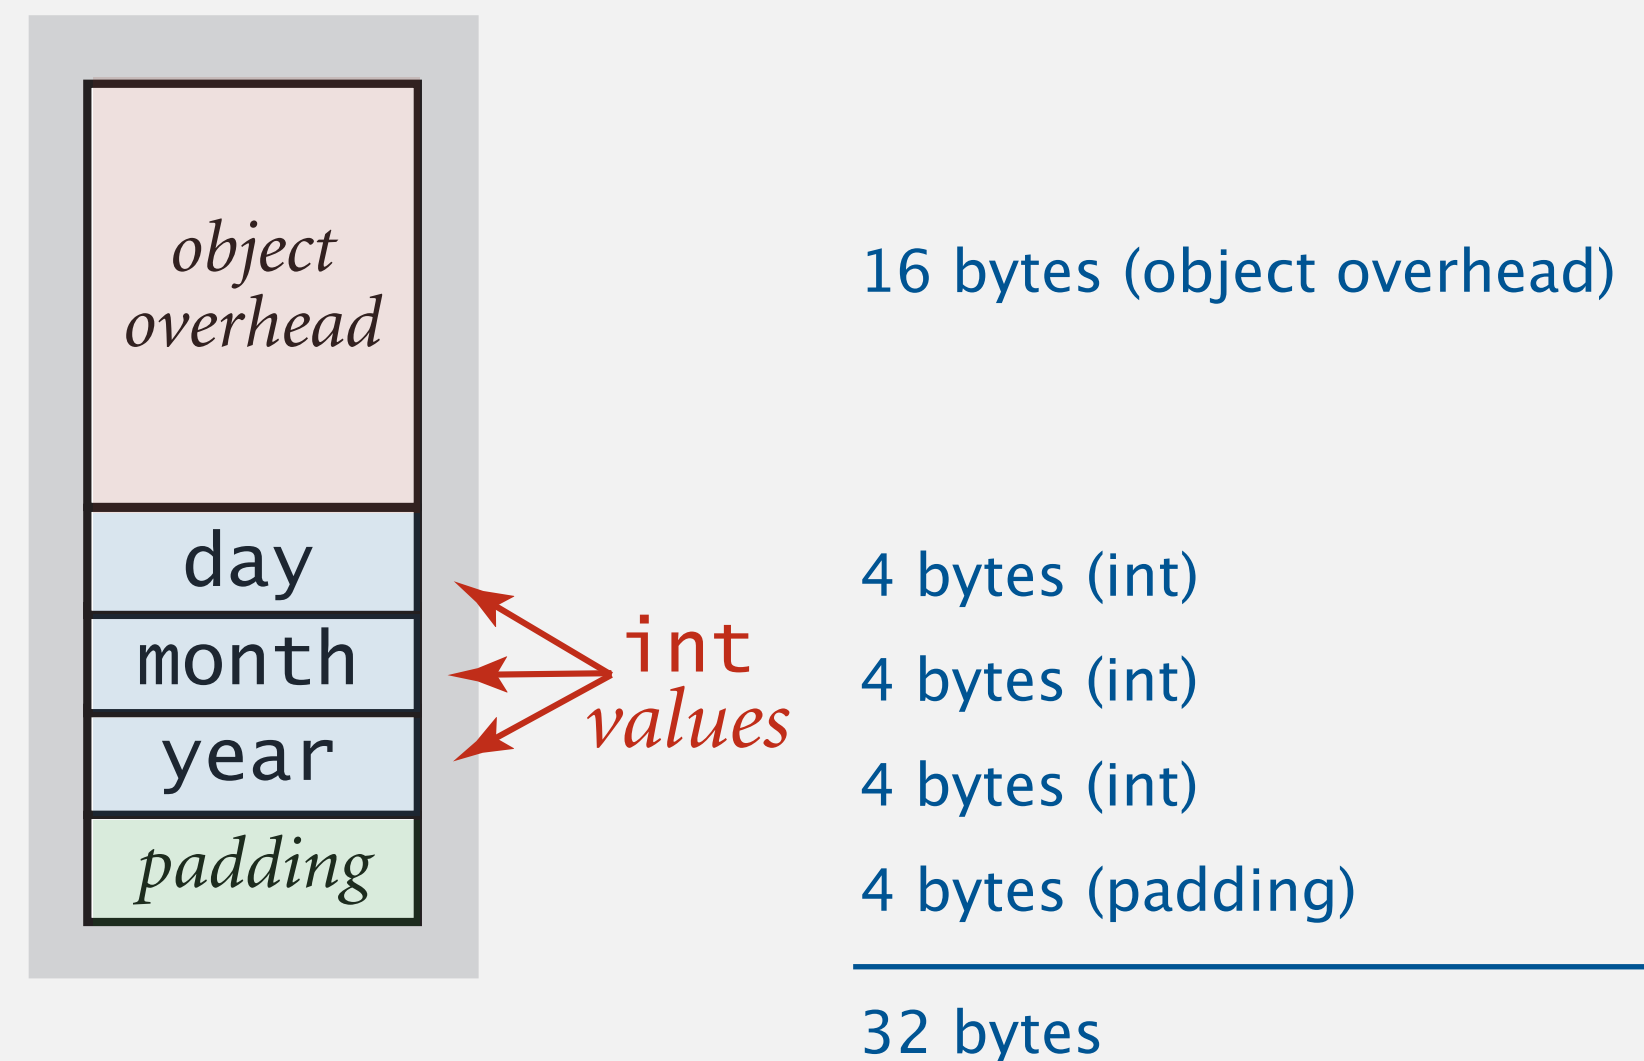 object
overhead
16 bytes (object overhead)
day
4 bytes (int)
month
int
values
4 bytes (int)
year
4 bytes (int)
padding
4 bytes (padding)
32 bytes